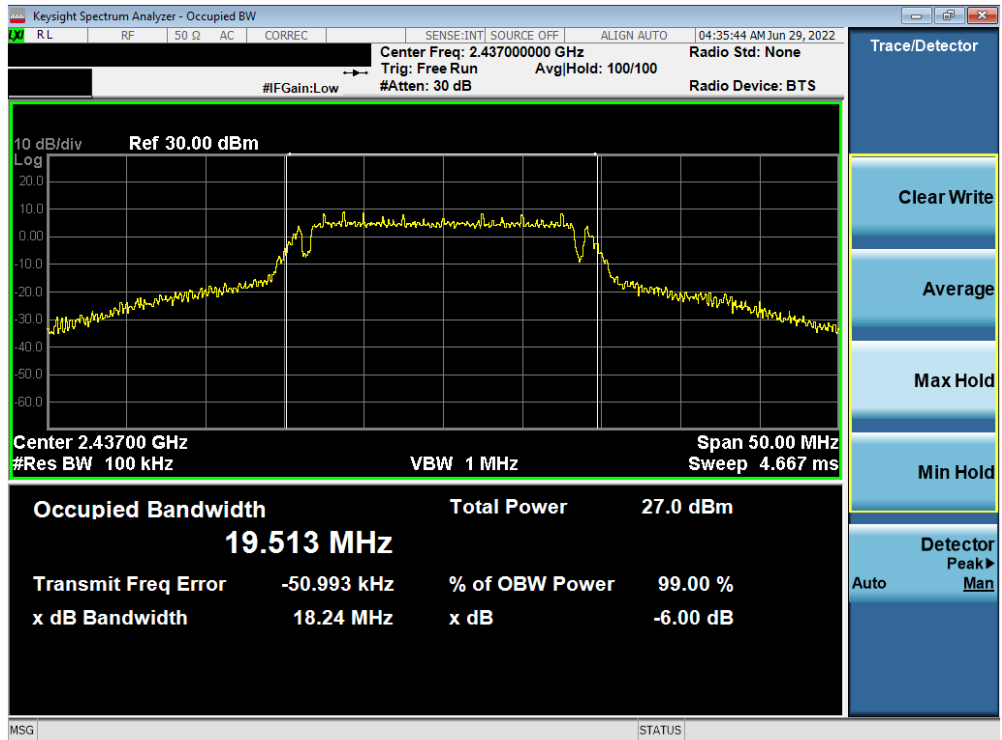 Keysight Spectrum Analyzer - Occupied BW
LXI RL RF 50 Ω AC CORREC SENSE:INT SOURCE OFF ALIGN AUTO 04:35:44 AM Jun 29, 2022
Center Freq: 2.437000000 GHz Radio Std: None
Trig: Free Run Avg|Hold: 100/100
#IFGain:Low #Atten: 30 dB Radio Device: BTS
Trace/Detector
10 dB/div Ref 30.00 dBm
Log
20.0
10.0
0.00
-10.0
-20.0
-30.0
-40.0
-50.0
-60.0
Center 2.43700 GHz Span 50.00 MHz
#Res BW 100 kHz VBW 1 MHz Sweep 4.667 ms
Occupied Bandwidth Total Power 27.0 dBm
19.513 MHz
Transmit Freq Error -50.993 kHz % of OBW Power 99.00 %
x dB Bandwidth 18.24 MHz x dB -6.00 dB
Clear Write
Average
Max Hold
Min Hold
Detector
Peak▶
Auto Man
MSG STATUS